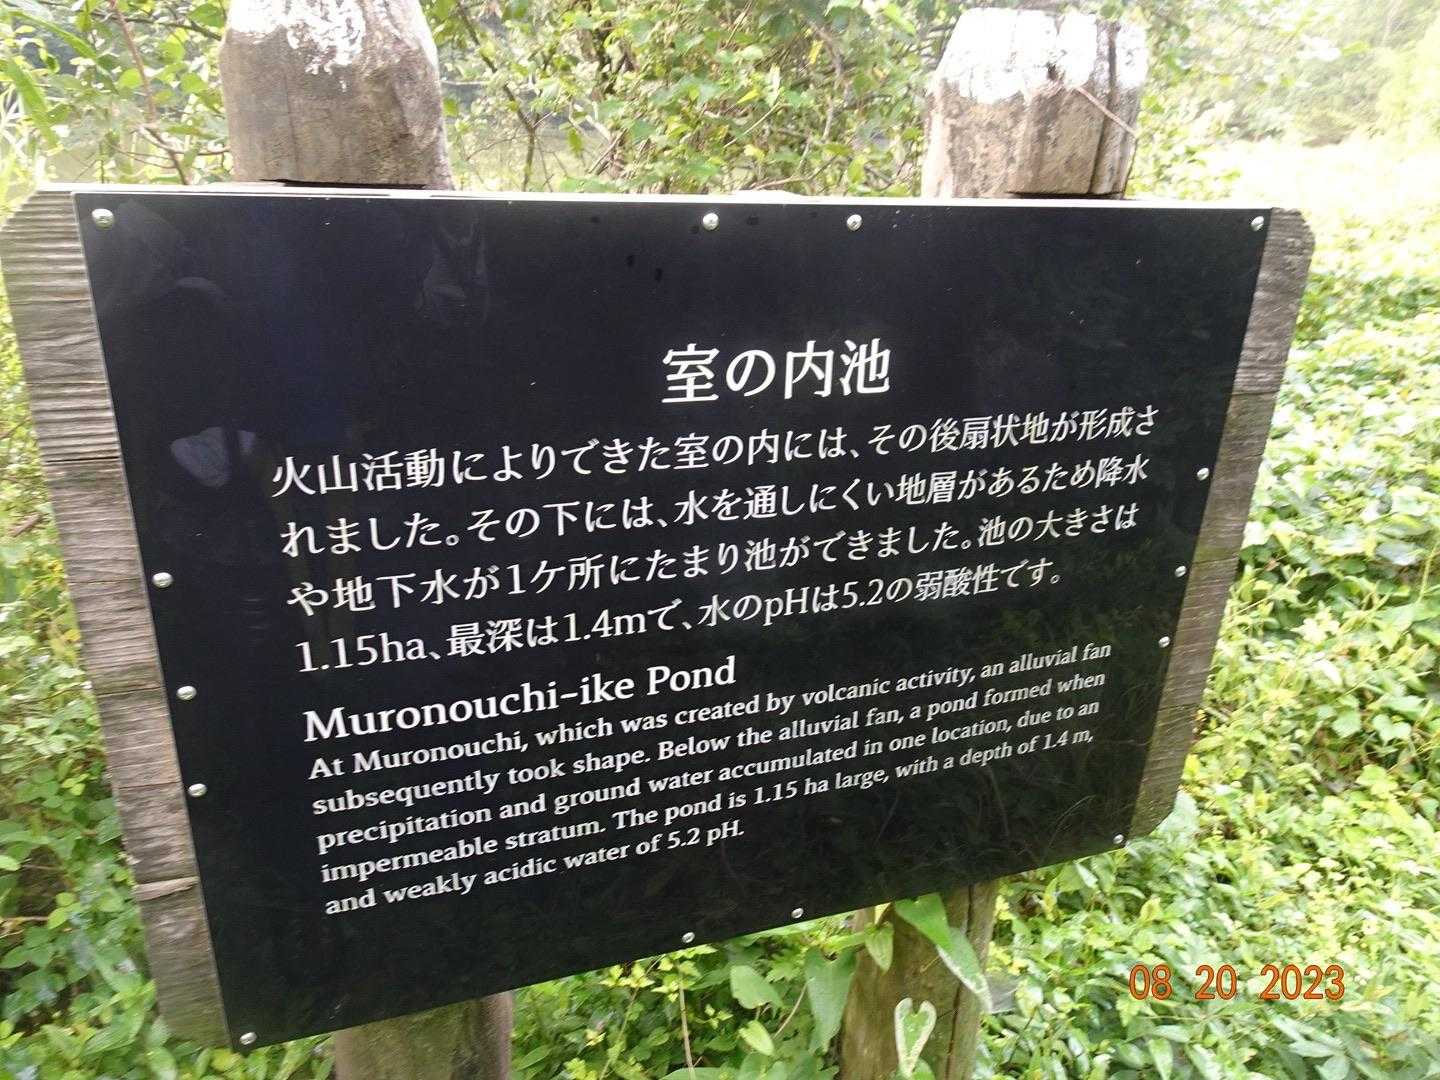 室の内池
火山活動によりできた室の内には、その後扇状地が形成さ
れました。その下には、水を通しにくい地層があるため降水
や地下水が1ケ所にたまり池ができました。池の大きさは
1.15ha、最深は1.4mで、水のpHは5.2の弱酸性です。
Muronouchi-ike Pond
At Muronouchi, which was created by volcanic activity, an alluvial fan
subsequently took shape. Below the alluvial fan, a pond formed when
precipitation and ground water accumulated in one location, due to an
impermeable stratum. The pond is 1.15 ha large, with a depth of 1.4 m,
and weakly acidic water of 5.2 pH.
08 20 2023